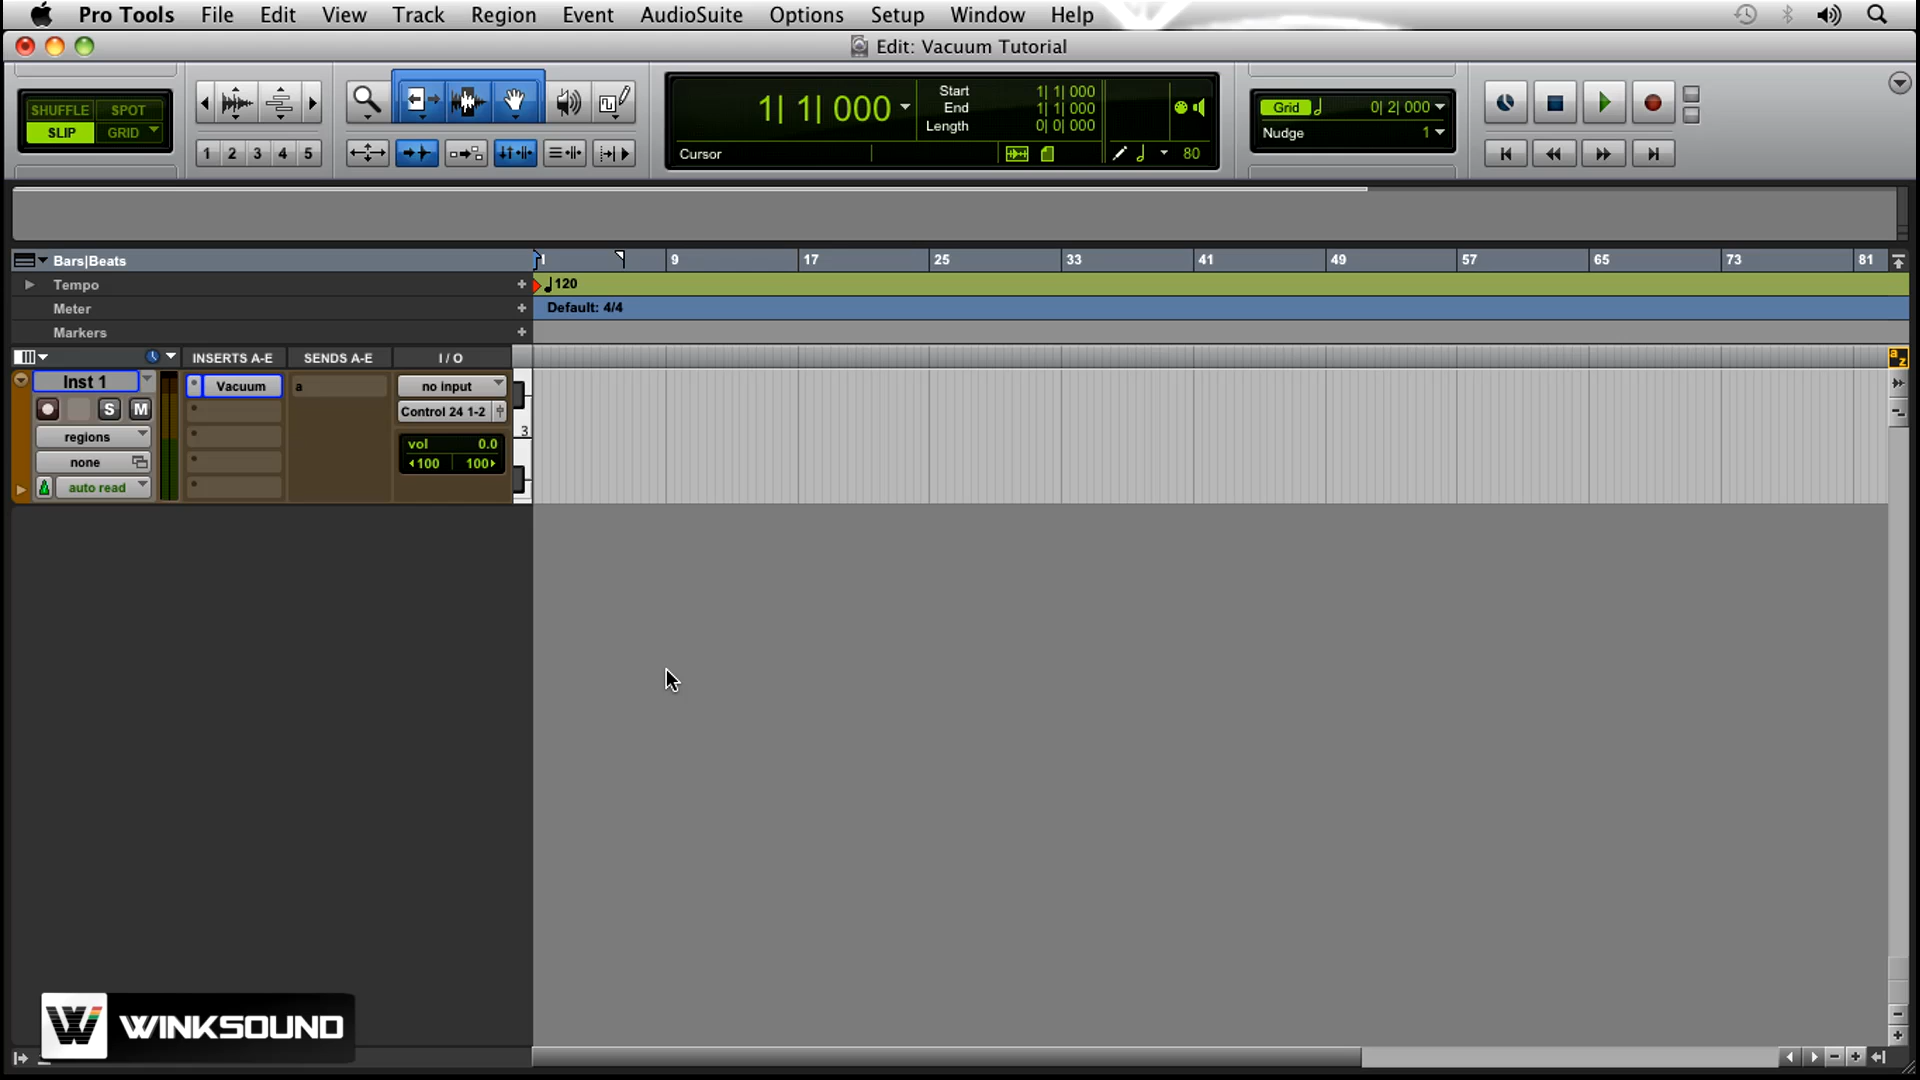 Pro Tools File Edit View Track Region Event AudioSuite Options Setup Window Help
Edit: Vacuum Tutorial
SHUFFLE SPOT
SLIP GRID
1 2 3 4 5
1| 1| 000
Start 1| 1| 000
End 1| 1| 000
Length 0| 0| 000
Cursor
80
Grid 0| 2| 000
Nudge 1
Bars|Beats
1 9 17 25 33 41 49 57 65 73 81
Tempo +
120
Meter +
Default: 4/4
Markers +
INSERTS A-E SENDS A-E I / O
a z
Inst 1
Vacuum
a
no input
S M
Control 24 1-2
regions
3
vol 0.0
none
100 100
auto read
W WINKSOUND